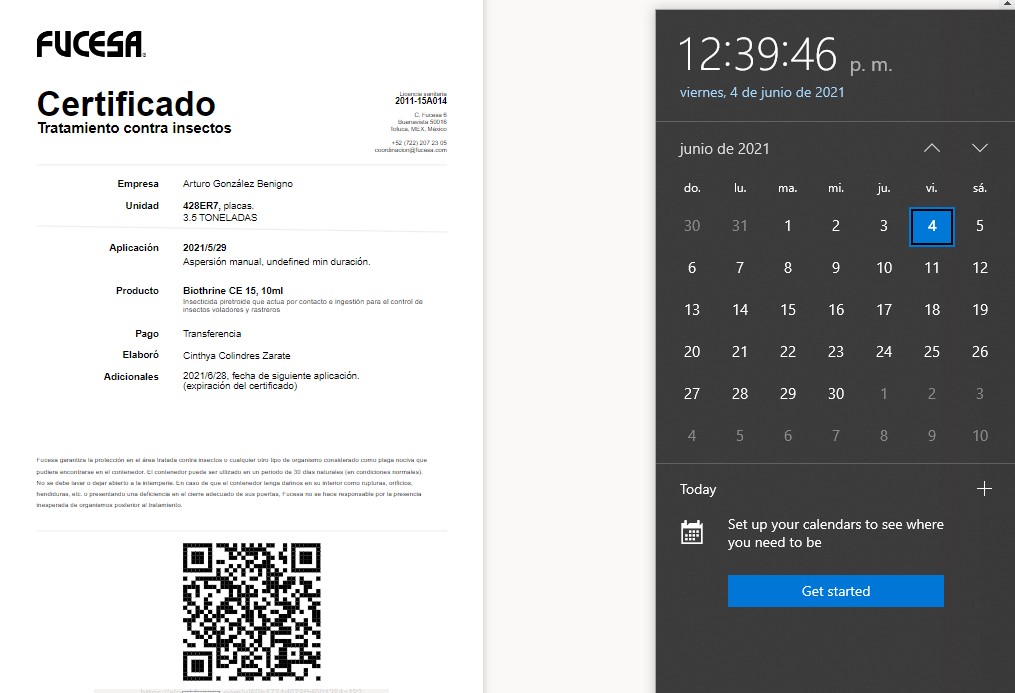 FUCESA
Certificado
Tratamiento contra insectos
Licencia sanitaria
2011-15A014
C. Fucesa 6
Buenavista 50016
Toluca, MEX, México
+52 (722) 207 23 05
coordinacion@fucesa.com
Empresa Arturo González Benigno
Unidad 428ER7, placas.
3.5 TONELADAS
Aplicación 2021/5/29
Aspersión manual, undefined min duración.
Producto Biothrine CE 15, 10ml
Insecticida piretroide que actua por contacto e ingestión para el control de
insectos voladores y rastreros
Pago Transferencia
Elaboró Cinthya Colindres Zarate
Adicionales 2021/6/28, fecha de siguiente aplicación.
(expiración del certificado)
Fucesa garantiza la protección en el área tratada contra insectos o cualquier otro tipo de organismo considerado como plaga nociva que
pudiera encontrarse en el contenedor. El contenedor puede ser utlizado en un periodo de 30 días naturales (en condiciones normales).
No se debe lavar o dejar abierto a la intemperie. En caso de que el contenedor tenga daños en su interior como rupturas, orificios,
hendiduras, etc. o presentando una deficiencia en el cierre adecuado de sus puertas, Fucesa no se hace responsable por la presencia
inesperada de organismos posterior al tratamiento.
12:39:46 p. m.
viernes, 4 de junio de 2021
junio de 2021
do. lu. ma. mi. ju. vi. sá.
30 31 1 2 3 4 5
6 7 8 9 10 11 12
13 14 15 16 17 18 19
20 21 22 23 24 25 26
27 28 29 30 1 2 3
4 5 6 7 8 9 10
Today
Set up your calendars to see where
you need to be
Get started